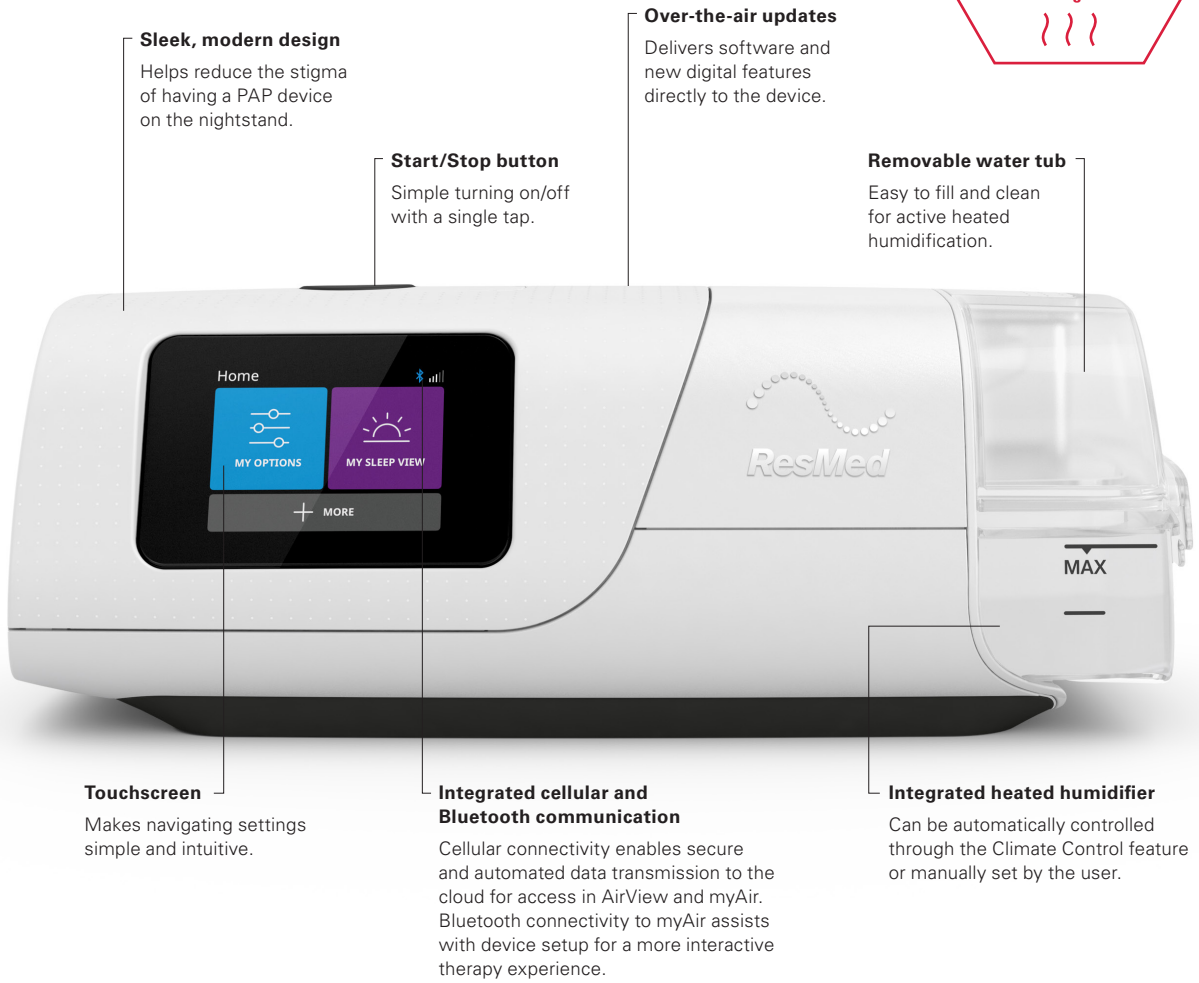 Over-the-air updates
Delivers software and
new digital features
directly to the device.
Sleek, modern design
Helps reduce the stigma
of having a PAP device
on the nightstand.
Start/Stop button
Simple turning on/off
with a single tap.
Removable water tub
Easy to fill and clean
for active heated
humidification.
Home
MY OPTIONS
MY SLEEP VIEW
MORE
ResMed
MAX
Touchscreen
Makes navigating settings
simple and intuitive.
Integrated cellular and
Bluetooth communication
Cellular connectivity enables secure
and automated data transmission to the
cloud for access in AirView and myAir.
Bluetooth connectivity to myAir assists
with device setup for a more interactive
therapy experience.
Integrated heated humidifier
Can be automatically controlled
through the Climate Control feature
or manually set by the user.